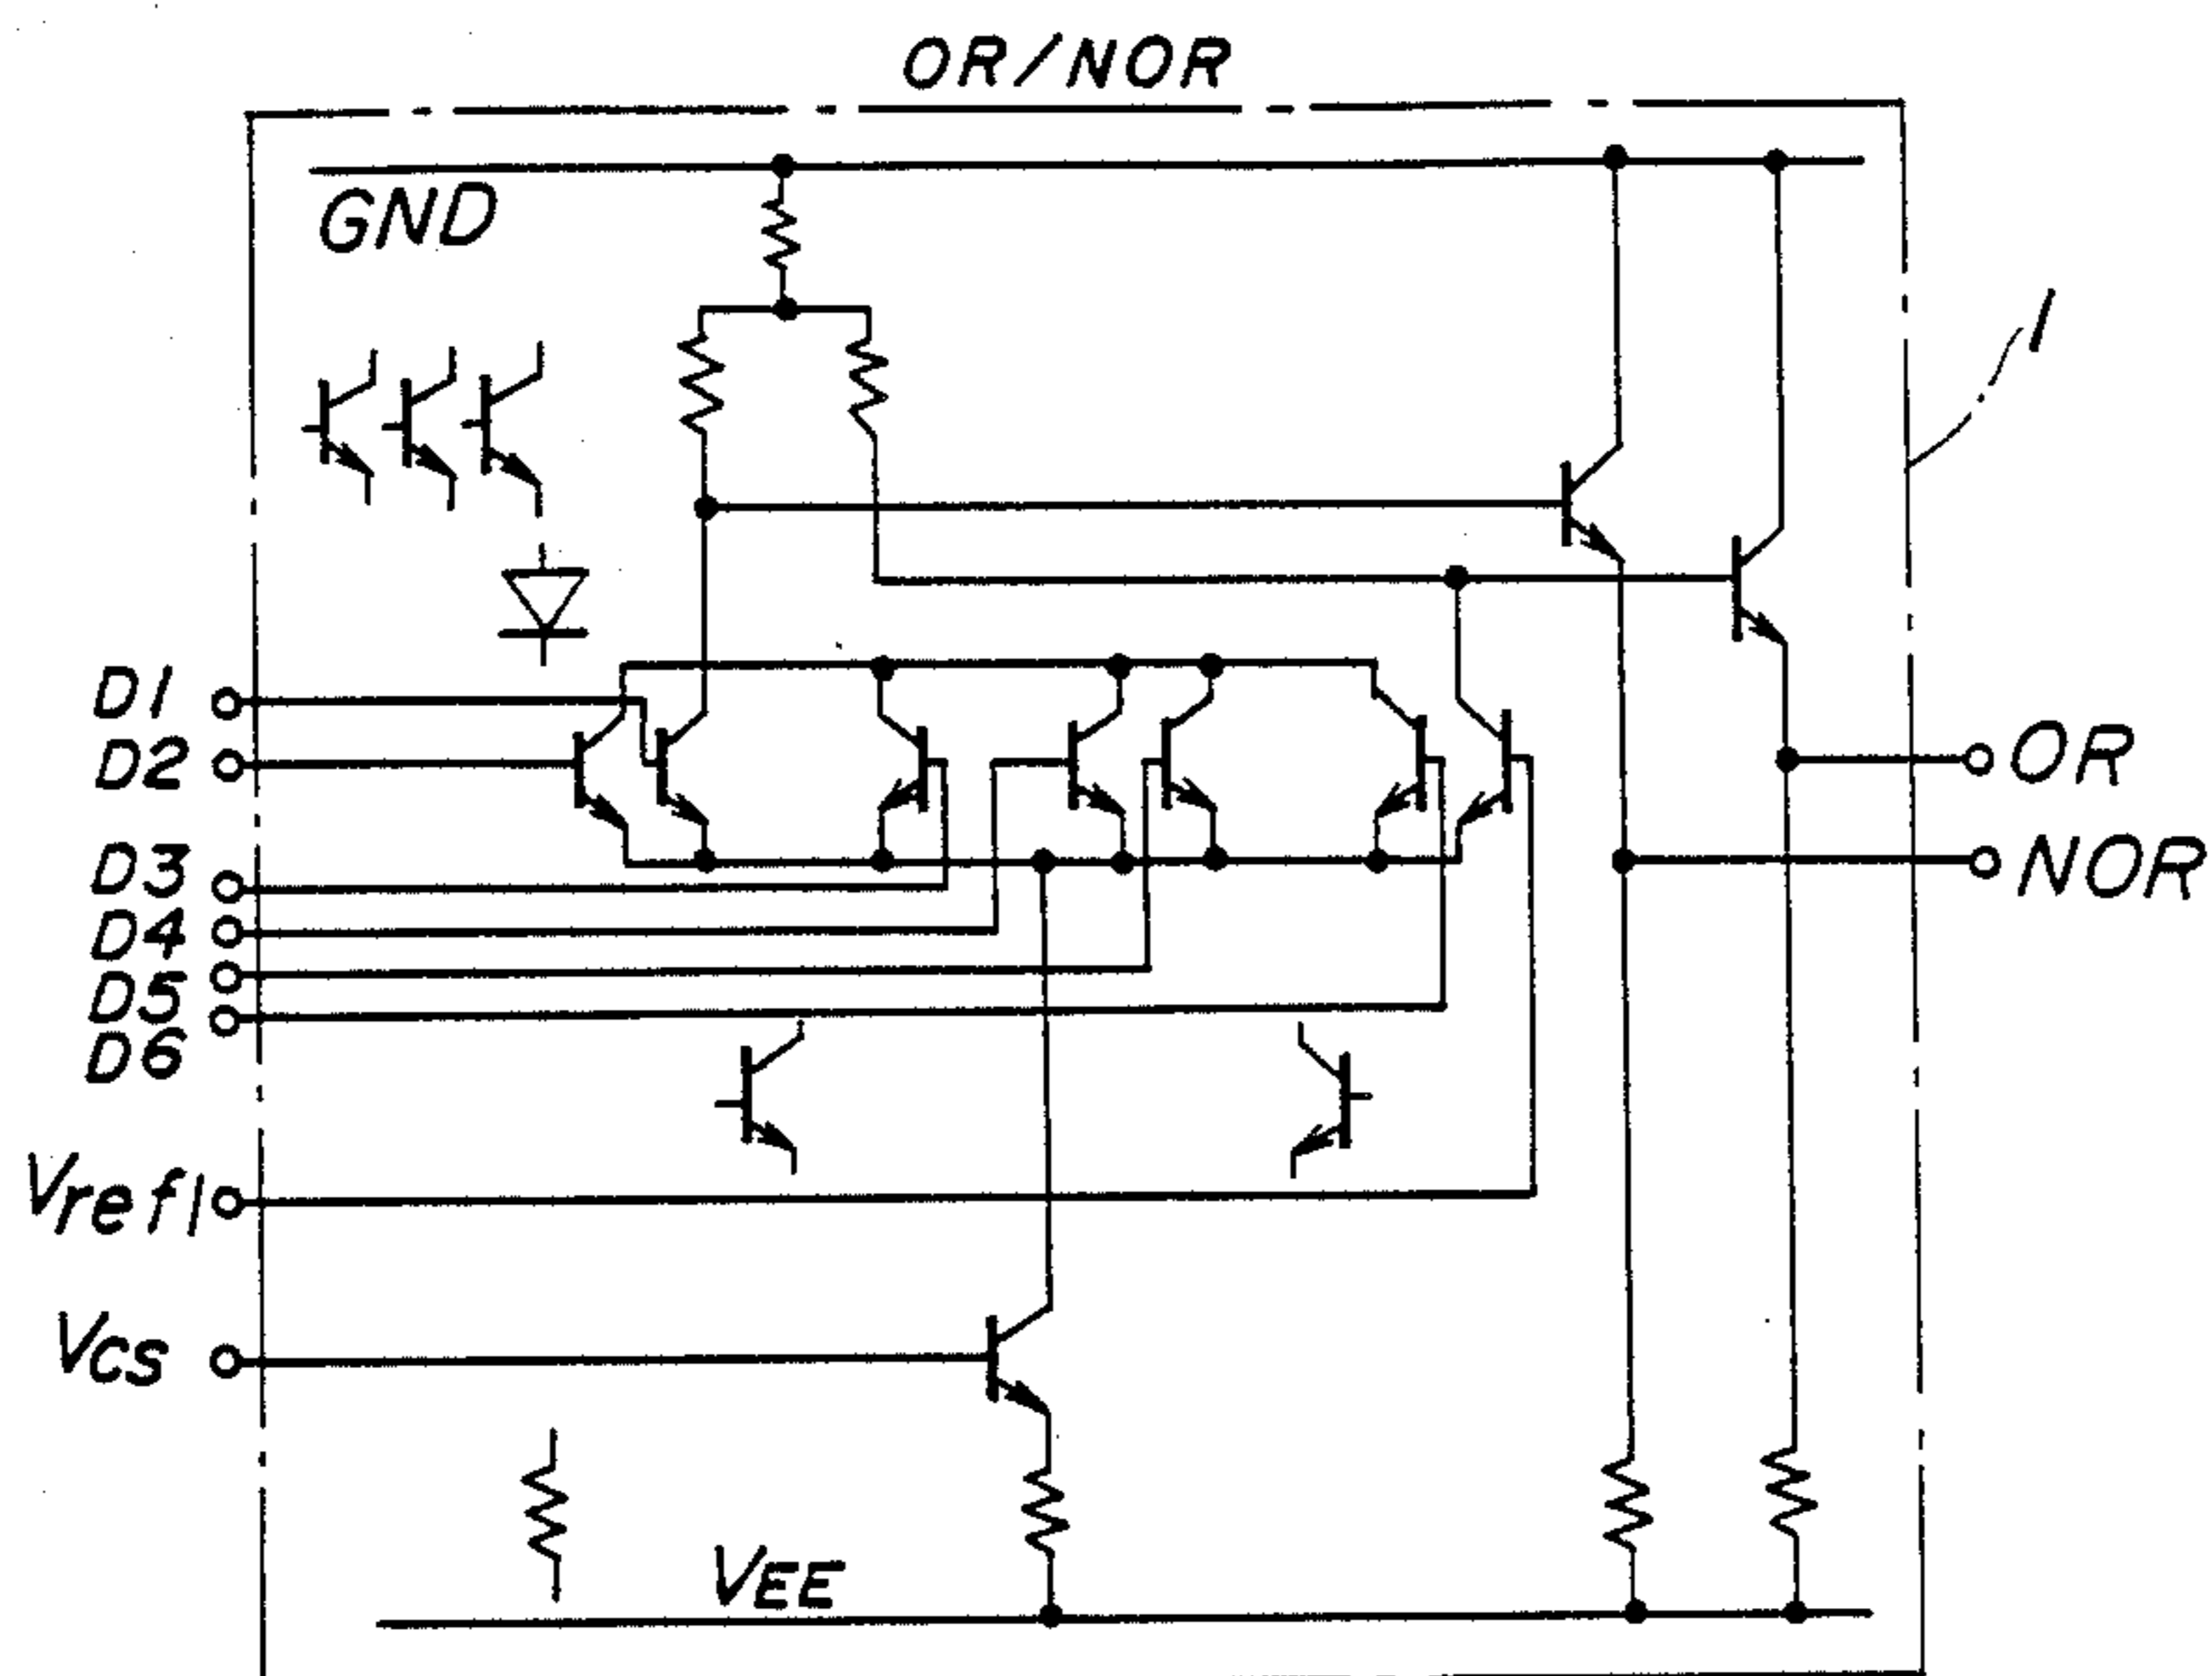 OR/NOR
GND
1
D1
D2
OR
D3
NOR
D4
D5
D6
Vref1
VCS
VEE